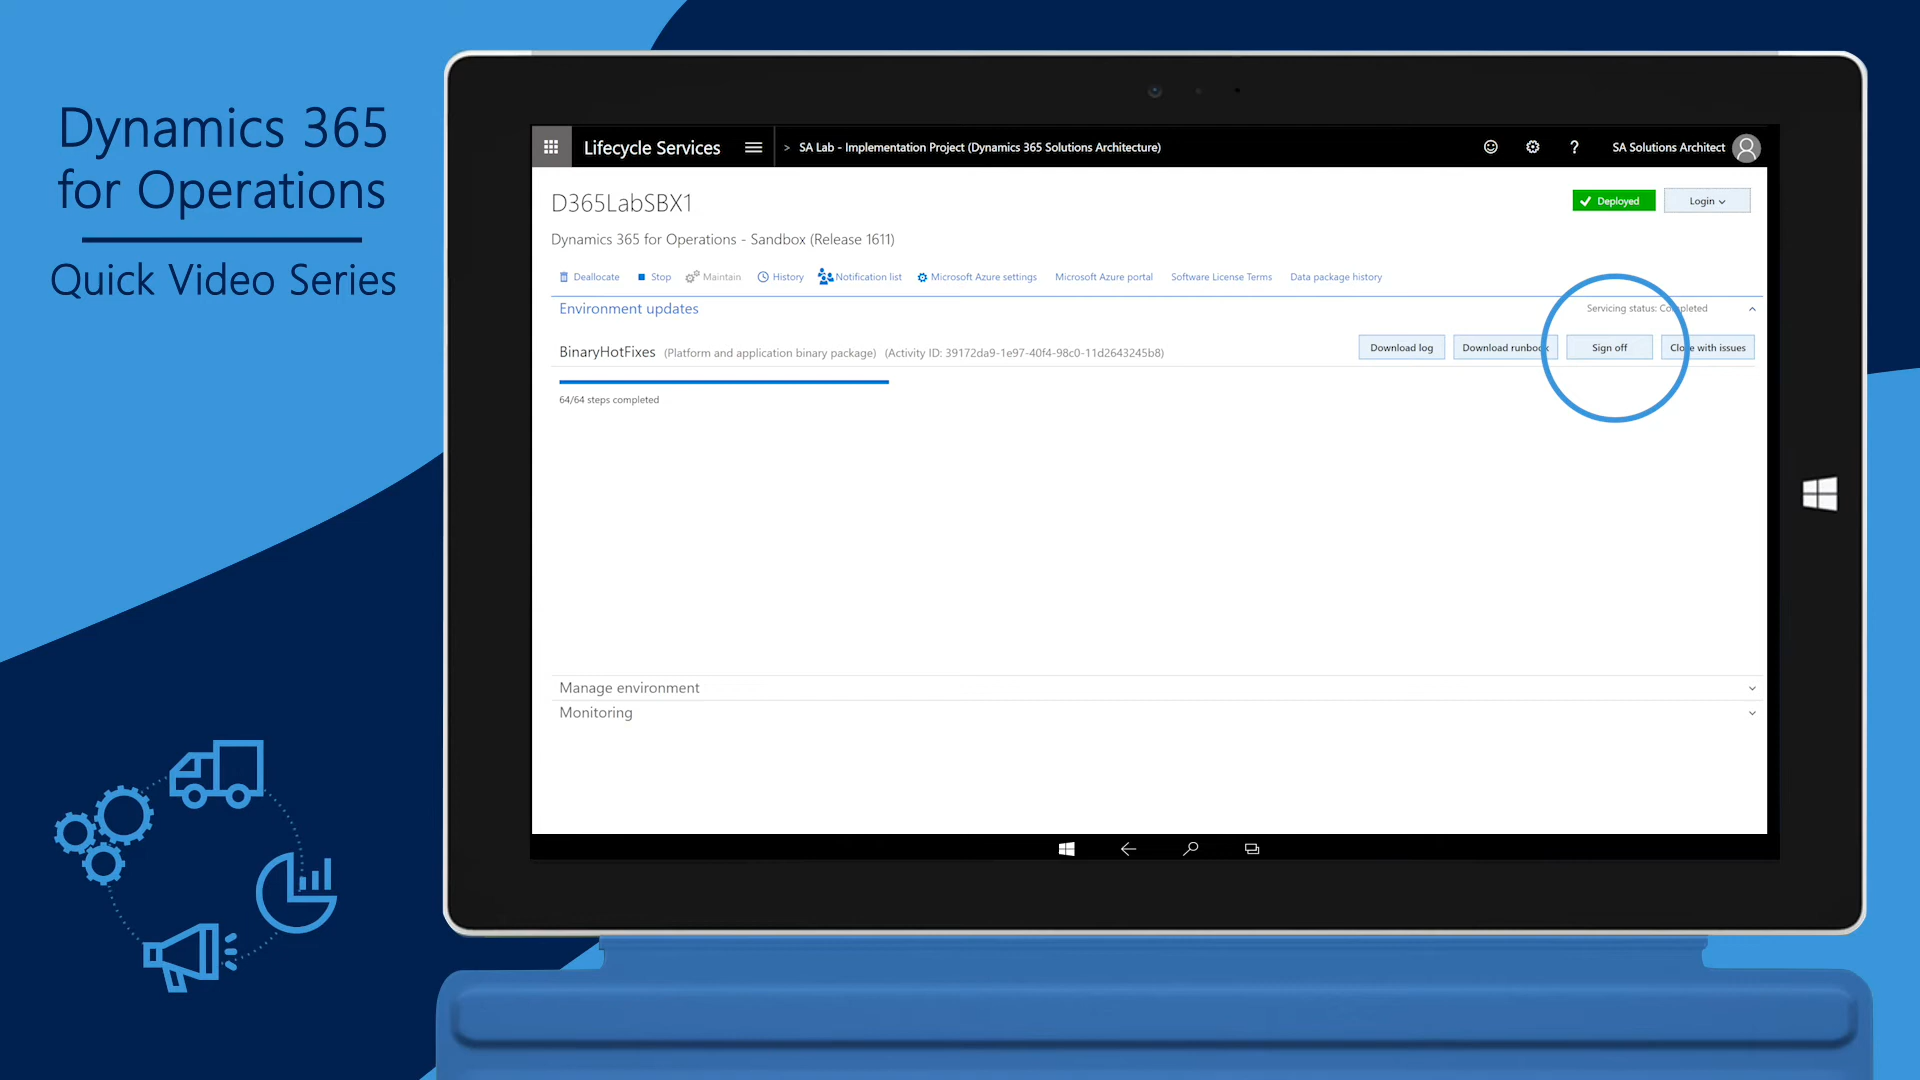 Dynamics 365
for Operations
Quick Video Series
Lifecycle Services > SA Lab - Implementation Project (Dynamics 365 Solutions Architecture) ? SA Solutions Architect
D365LabSBX1
Deployed Login
Dynamics 365 for Operations - Sandbox (Release 1611)
Deallocate Stop Maintain History Notification list Microsoft Azure settings Microsoft Azure portal Software License Terms Data package history
Environment updates Servicing status: Completed
BinaryHotFixes (Platform and application binary package) (Activity ID: 39172da9-1e97-40f4-98c0-11d2643245b8) Download log Download runbook Sign off Close with issues
64/64 steps completed
Manage environment
Monitoring